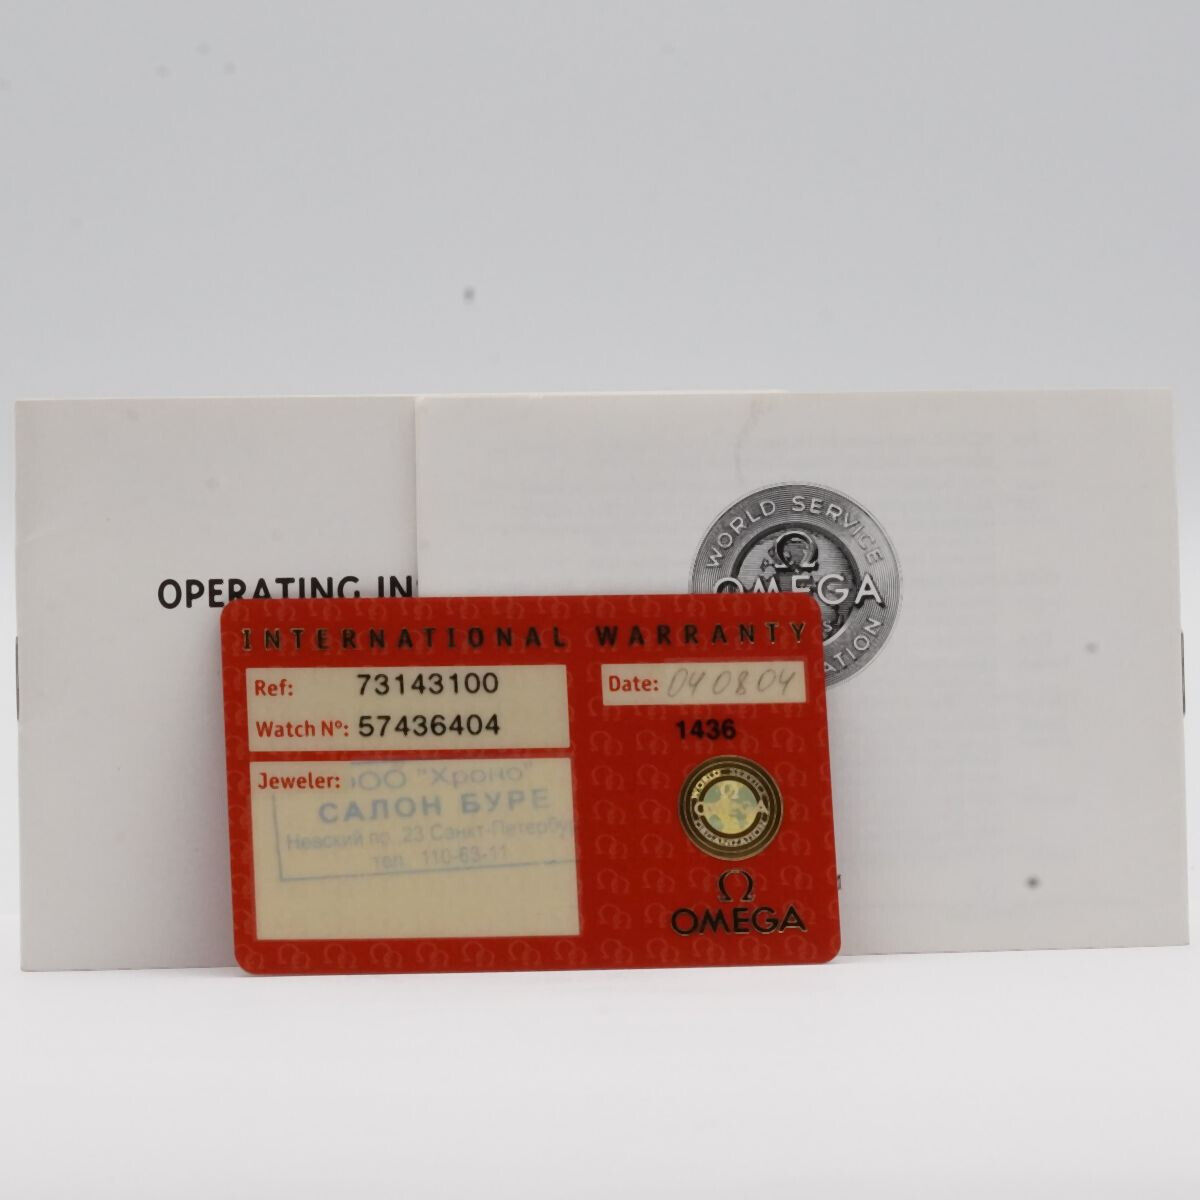 OPERATING IN
WORLD SERVICE
Ω
OMEGA
INTERNATIONAL WARRANTY
Ref: 73143100
Watch Nº: 57436404
Date: 040804
1436
Jeweler:
ООО "Хроно"
САЛОН БУРЕ
Невский пр. 23 Санкт-Петербу
тел. 110-63-11
Ω
OMEGA